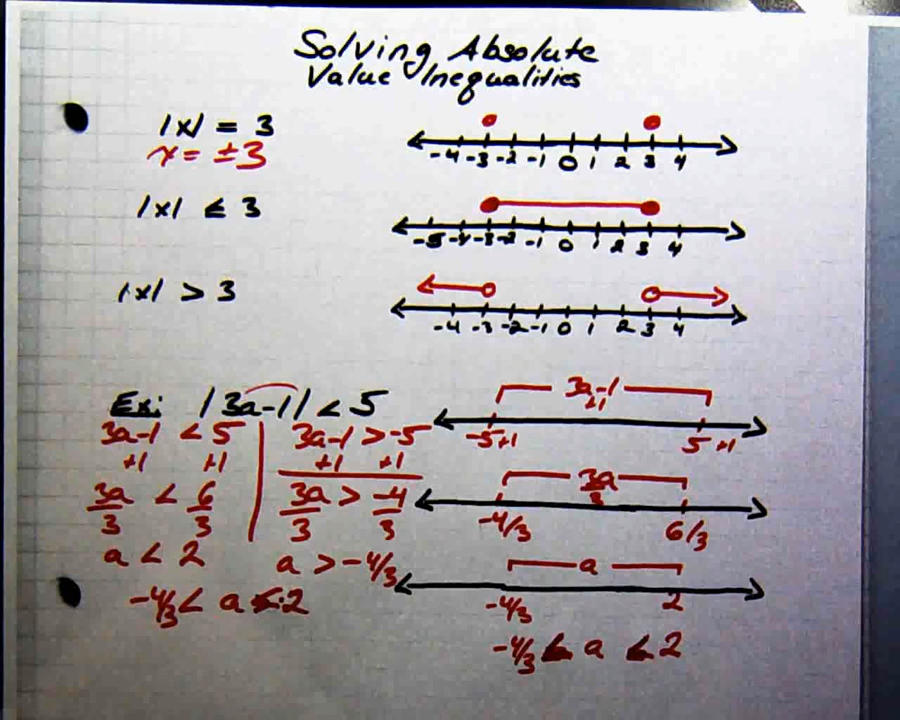 Solving Absolute
Value Inequalities
|x| = 3
x = ±3
-4 -3 -2 -1 0 1 2 3 4
|x| ≤ 3
-5 -4 -3 -2 -1 0 1 2 3 4
|x| > 3
-4 -3 -2 -1 0 1 2 3 4
Ex: |3a-1| < 5
3a-1 < 5
+1 +1
3a/3 < 6/3
a < 2
3a-1 > -5
+1 +1
3a/3 > -4/3
a > -4/3
-4/3 < a < 2
3a-1
+1
-5+1 5+1
3a/3
-4/3 6/3
a
-4/3 2
-4/3 < a < 2